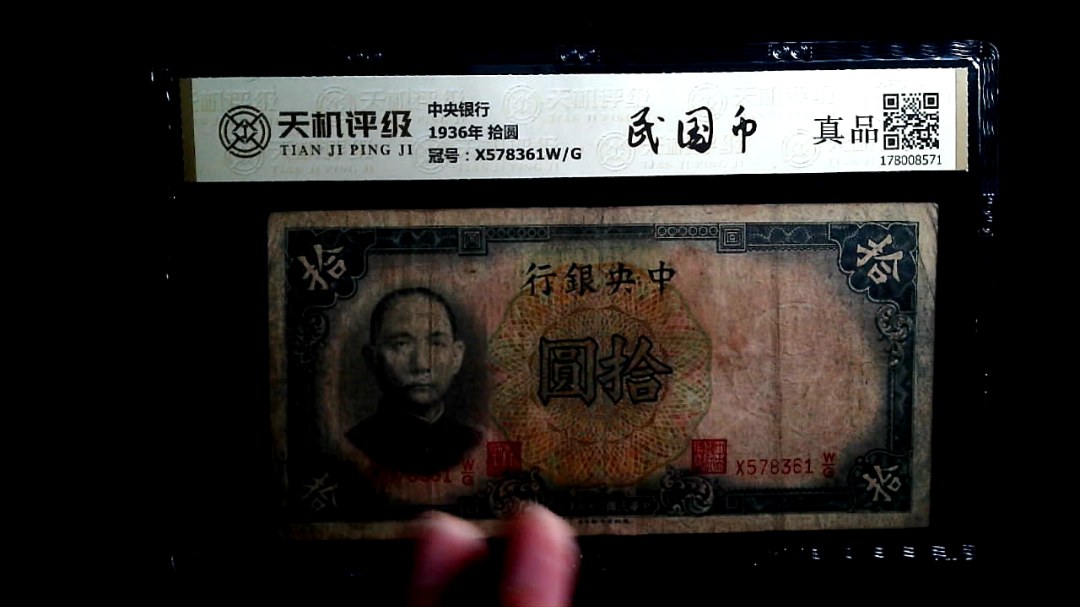 天机评级
TIAN JI PING JI
中央银行
1936年 拾圆
冠号：X578361W/G
民国币
真品
178008571
拾
拾
行銀央中
圓拾
X578361 W/G
拾
拾